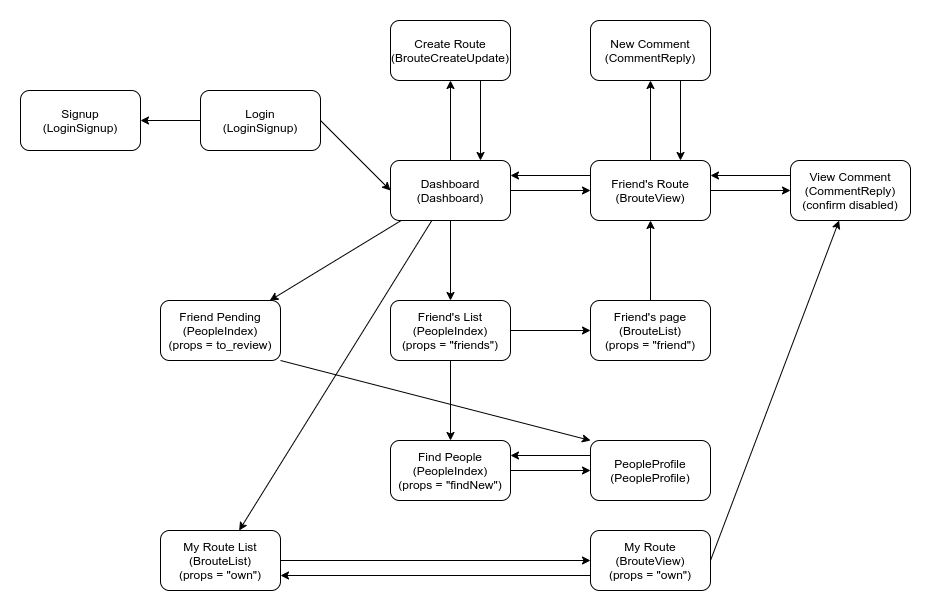 Create Route
(BrouteCreateUpdate)
New Comment
(CommentReply)
Signup
(LoginSignup)
Login
(LoginSignup)
Dashboard
(Dashboard)
Friend's Route
(BrouteView)
View Comment
(CommentReply)
(confirm disabled)
Friend Pending
(PeopleIndex)
(props = to_review)
Friend's List
(PeopleIndex)
(props = "friends")
Friend's page
(BrouteList)
(props = "friend")
Find People
(PeopleIndex)
(props = "findNew")
PeopleProfile
(PeopleProfile)
My Route List
(BrouteList)
(props = "own")
My Route
(BrouteView)
(props = "own")